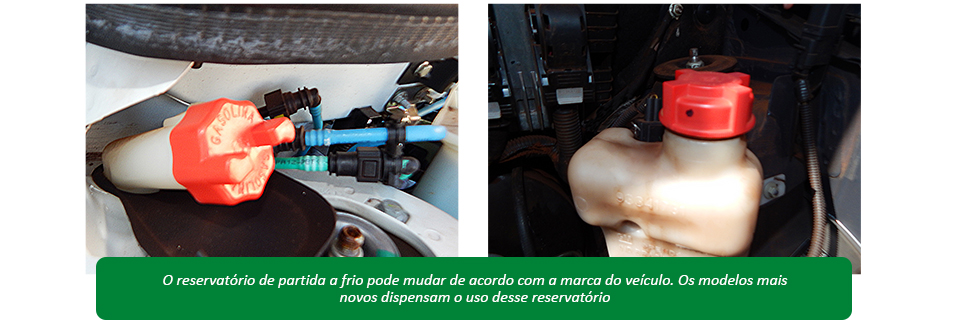 GASOLINA
GASOLINA
O reservatório de partida a frio pode mudar de acordo com a marca do veículo. Os modelos mais
novos dispensam o uso desse reservatório